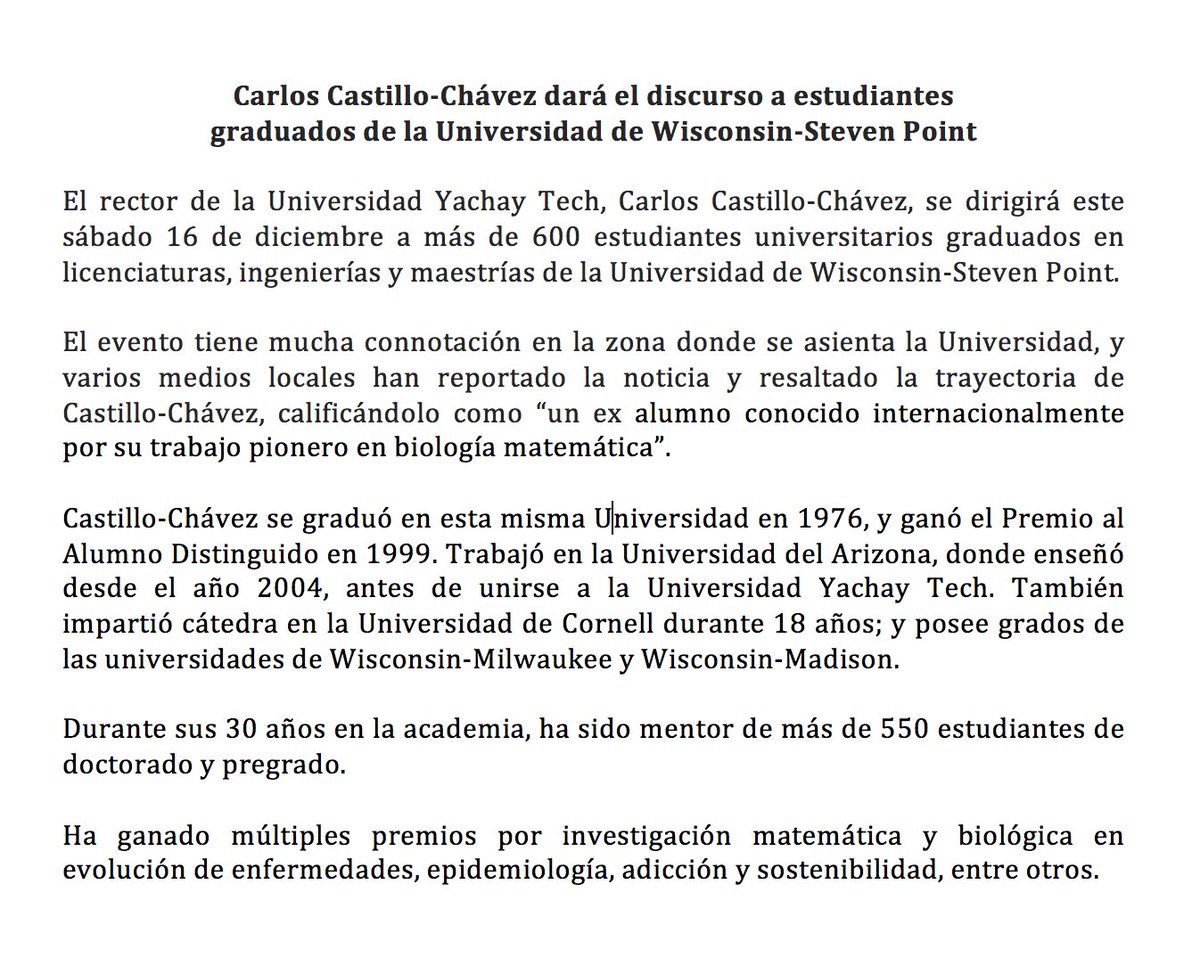 Carlos Castillo-Chávez dará el discurso a estudiantes
graduados de la Universidad de Wisconsin-Steven Point
El rector de la Universidad Yachay Tech, Carlos Castillo-Chávez, se dirigirá este
sábado 16 de diciembre a más de 600 estudiantes universitarios graduados en
licenciaturas, ingenierías y maestrías de la Universidad de Wisconsin-Steven Point.
El evento tiene mucha connotación en la zona donde se asienta la Universidad, y
varios medios locales han reportado la noticia y resaltado la trayectoria de
Castillo-Chávez, calificándolo como “un ex alumno conocido internacionalmente
por su trabajo pionero en biología matemática”.
Castillo-Chávez se graduó en esta misma Universidad en 1976, y ganó el Premio al
Alumno Distinguido en 1999. Trabajó en la Universidad del Arizona, donde enseñó
desde el año 2004, antes de unirse a la Universidad Yachay Tech. También
impartió cátedra en la Universidad de Cornell durante 18 años; y posee grados de
las universidades de Wisconsin-Milwaukee y Wisconsin-Madison.
Durante sus 30 años en la academia, ha sido mentor de más de 550 estudiantes de
doctorado y pregrado.
Ha ganado múltiples premios por investigación matemática y biológica en
evolución de enfermedades, epidemiología, adicción y sostenibilidad, entre otros.